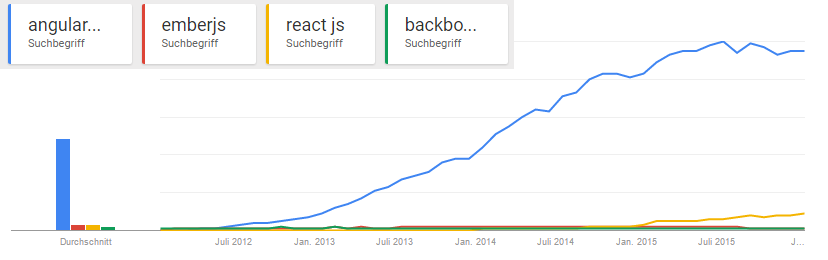 angular...
Suchbegriff
emberjs
Suchbegriff
react js
Suchbegriff
backbo...
Suchbegriff
Durchschnitt
Juli 2012
Jan. 2013
Juli 2013
Jan. 2014
Juli 2014
Jan. 2015
Juli 2015
J...